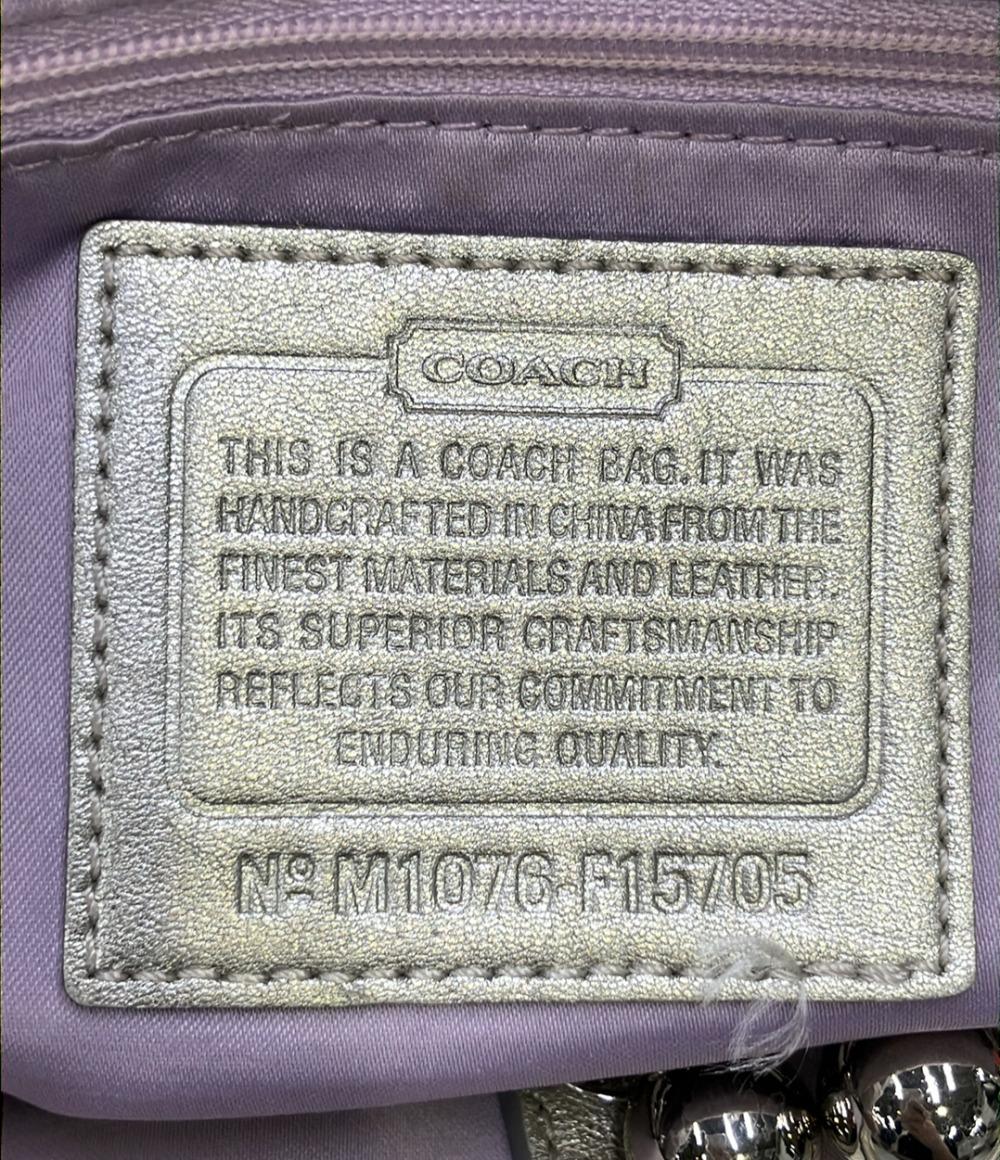 COACH
THIS IS A COACH BAG. IT WAS
HANDCRAFTED IN CHINA FROM THE
FINEST MATERIALS AND LEATHER.
ITS SUPERIOR CRAFTSMANSHIP
REFLECTS OUR COMMITMENT TO
ENDURING QUALITY.
Nº M1076-F15705